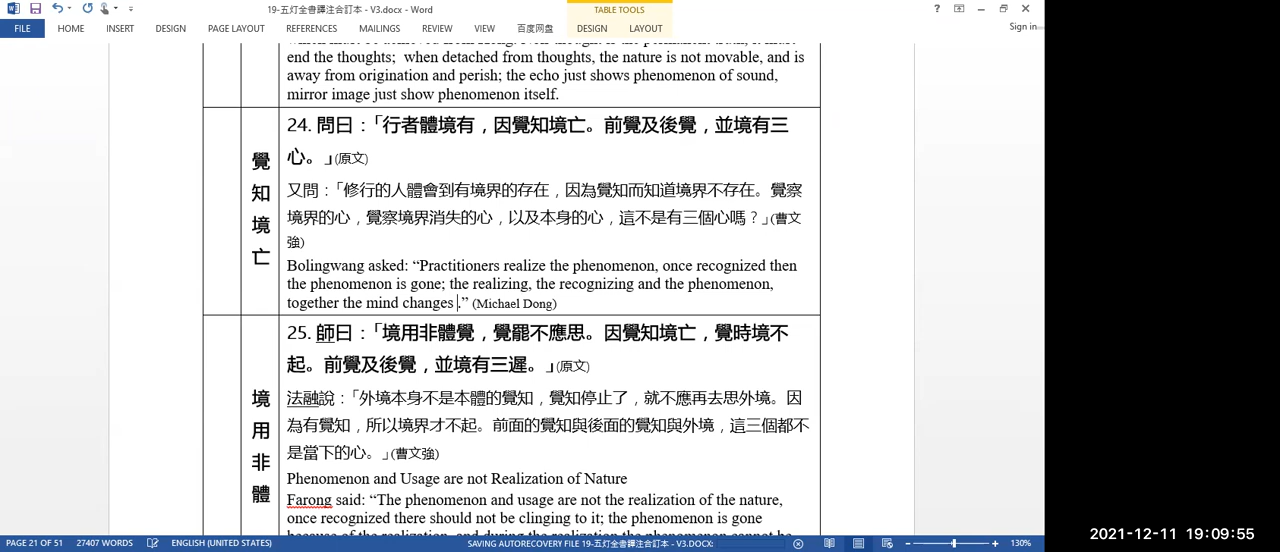 19-五灯全書譯注合訂本 - V3.docx - Word
TABLE TOOLS
Sign in
FILE HOME INSERT DESIGN PAGE LAYOUT REFERENCES MAILINGS REVIEW VIEW 百度网盘 DESIGN LAYOUT
end the thoughts; when detached from thoughts, the nature is not movable, and is
away from origination and perish; the echo just shows phenomenon of sound,
mirror image just show phenomenon itself.
覺知境亡
24. 問曰：「行者體境有，因覺知境亡。前覺及後覺，並境有三
心。」(原文)
又問：「修行的人體會到有境界的存在，因為覺知而知道境界不存在。覺察
境界的心，覺察境界消失的心，以及本身的心，這不是有三個心嗎？」(曹文
強)
Bolingwang asked: “Practitioners realize the phenomenon, once recognized then
the phenomenon is gone; the realizing, the recognizing and the phenomenon,
together the mind changes .” (Michael Dong)
境用非體
25. 師曰：「境用非體覺，覺罷不應思。因覺知境亡，覺時境不
起。前覺及後覺，並境有三遲。」(原文)
法融說：「外境本身不是本體的覺知，覺知停止了，就不應再去思外境。因
為有覺知，所以境界才不起。前面的覺知與後面的覺知與外境，這三個都不
是當下的心。」(曹文強)
Phenomenon and Usage are not Realization of Nature
Farong said: “The phenomenon and usage are not the realization of the nature,
once recognized there should not be clinging to it; the phenomenon is gone
PAGE 21 OF 51 27407 WORDS ENGLISH (UNITED STATES) SAVING AUTORECOVERY FILE 19-五灯全書譯注合訂本 - V3.DOCX: 130%
2021-12-11 19:09:55